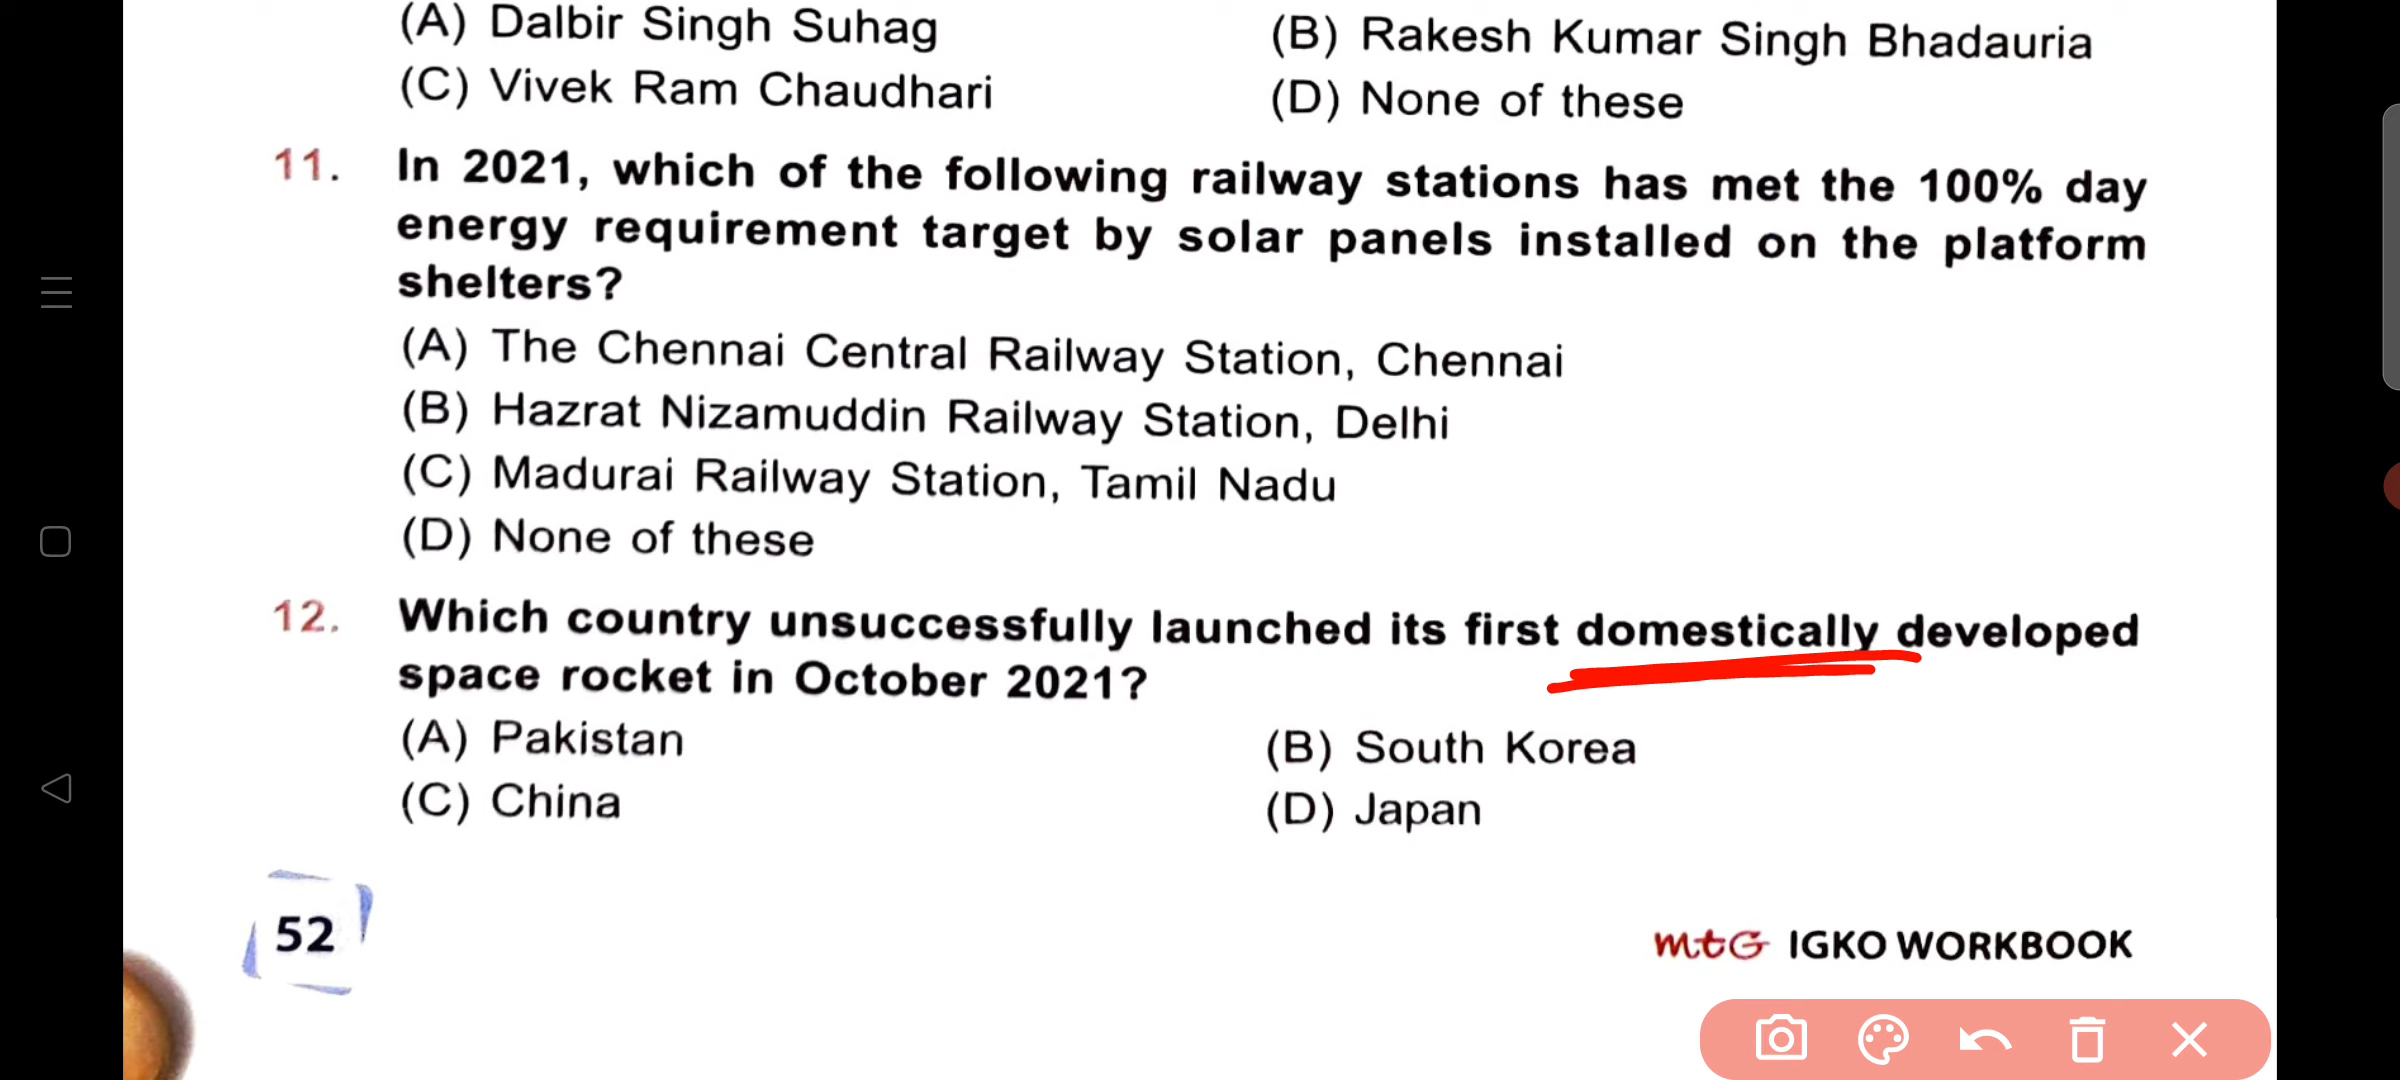 (A) Dalbir Singh Suhag (B) Rakesh Kumar Singh Bhadauria
(C) Vivek Ram Chaudhari (D) None of these
11. In 2021, which of the following railway stations has met the 100% day
energy requirement target by solar panels installed on the platform
shelters?
(A) The Chennai Central Railway Station, Chennai
(B) Hazrat Nizamuddin Railway Station, Delhi
(C) Madurai Railway Station, Tamil Nadu
(D) None of these
12. Which country unsuccessfully launched its first domestically developed
space rocket in October 2021?
(A) Pakistan (B) South Korea
(C) China (D) Japan
52
mtG IGKO WORKBOOK